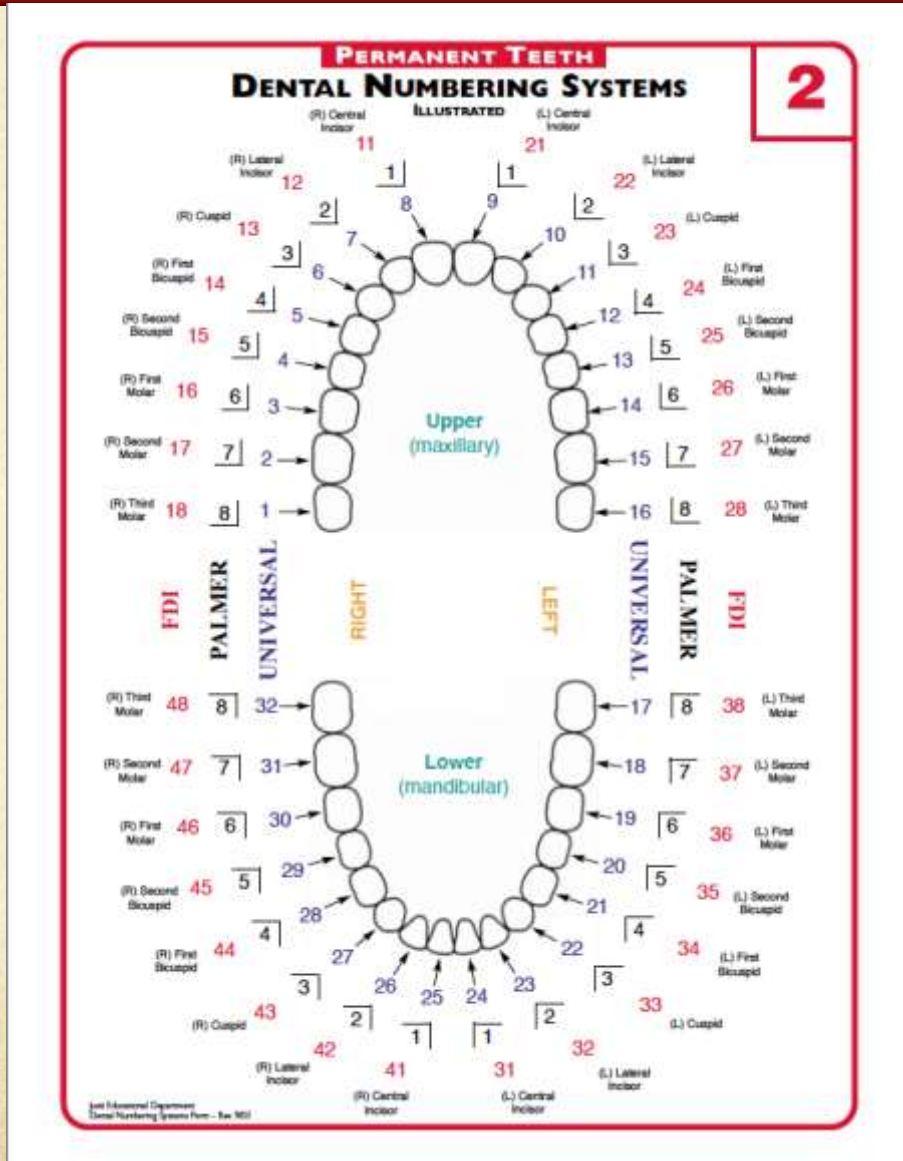 PERMANENT TEETH
DENTAL NUMBERING SYSTEMS
ILLUSTRATED
2
(R) Central
Incisor
11
1
8
(L) Central
Incisor
21
1
9
(R) Lateral
Incisor
12
2
7
(L) Lateral
Incisor
22
2
10
(R) Cuspid
13
3
6
(L) Cuspid
23
3
11
(R) First
Bicuspid
14
4
5
(L) First
Bicuspid
24
4
12
(R) Second
Bicuspid
15
5
4
(L) Second
Bicuspid
25
5
13
(R) First
Molar
16
6
3
(L) First
Molar
26
6
14
Upper
(maxillary)
(R) Second
Molar
17
7
2
(L) Second
Molar
27
7
15
(R) Third
Molar
18
8
1
(L) Third
Molar
28
8
16
FDI
PALMER
UNIVERSAL
RIGHT
LEFT
UNIVERSAL
PALMER
FDI
(R) Third
Molar
48
8
32
(L) Third
Molar
38
8
17
(R) Second
Molar
47
7
31
(L) Second
Molar
37
7
18
Lower
(mandibular)
(R) First
Molar
46
6
30
(L) First
Molar
36
6
19
(R) Second
Bicuspid
45
5
29
(L) Second
Bicuspid
35
5
20
(R) First
Bicuspid
44
4
28
(L) First
Bicuspid
34
4
21
(R) Cuspid
43
3
27
(L) Cuspid
33
3
22
(R) Lateral
Incisor
42
2
26
(L) Lateral
Incisor
32
2
23
(R) Central
Incisor
41
1
25
(L) Central
Incisor
31
1
24
Educational Department
Dental Numbering Systems Form - Rev